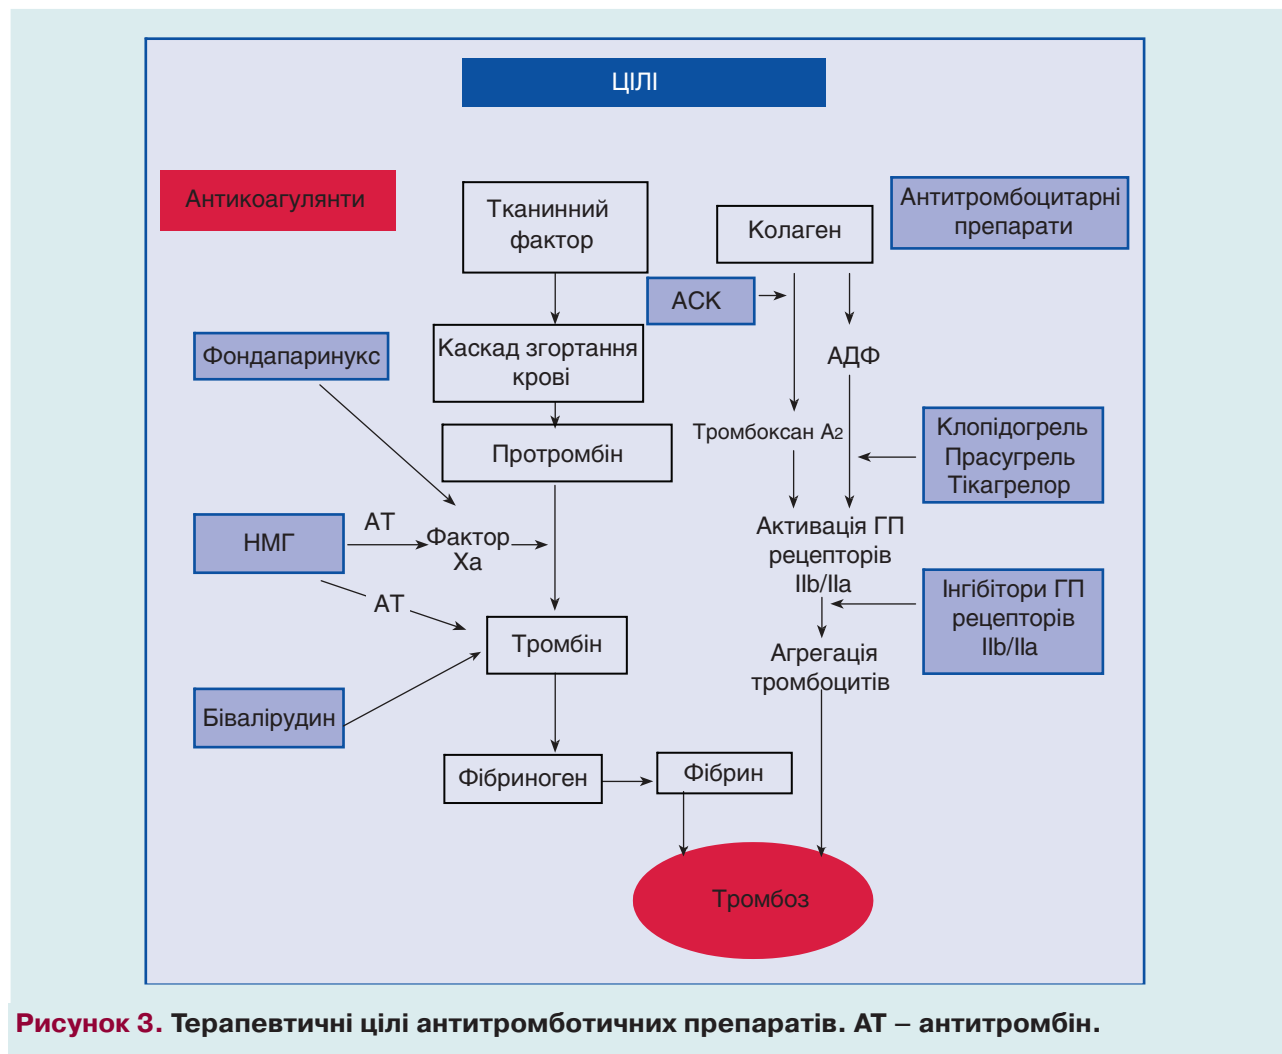 ЦІЛІ
Антикоагулянти
Тканинний
фактор
Колаген
Антитромбоцитарні
препарати
АСК
Фондапаринукс
Каскад згортання
крові
АДФ
Тромбоксан А2
Клопідогрель
Прасугрель
Тікагрелор
Протромбін
НМГ
АТ
Фактор
Ха
Активація ГП
рецепторів
IIb/IIa
АТ
Інгібітори ГП
рецепторів
IIb/IIa
Тромбін
Агрегація
тромбоцитів
Бівалірудин
Фібриноген
Фібрин
Тромбоз
Рисунок 3. Терапевтичні цілі антитромботичних препаратів. АТ – антитромбін.